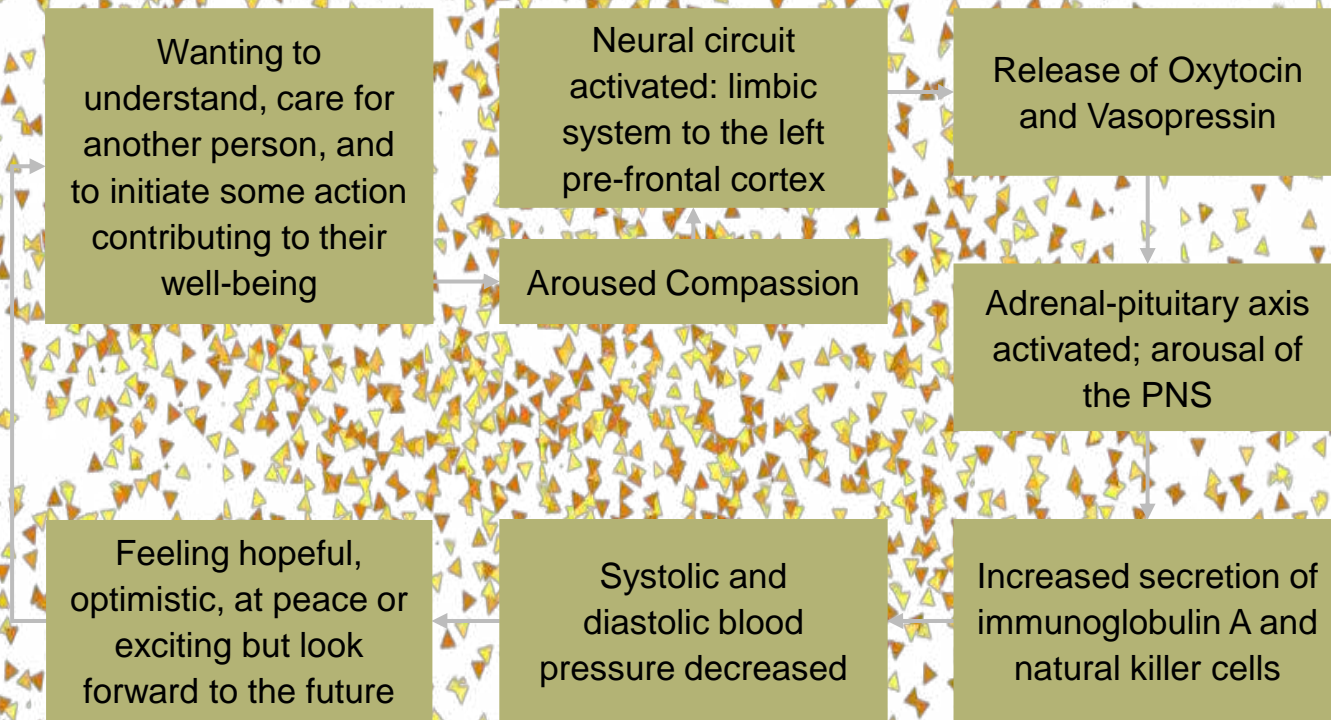 Wanting to
understand, care for
another person, and
to initiate some action
contributing to their
well-being
Neural circuit
activated: limbic
system to the left
pre-frontal cortex
Release of Oxytocin
and Vasopressin
Aroused Compassion
Adrenal-pituitary axis
activated; arousal of
the PNS
Feeling hopeful,
optimistic, at peace or
exciting but look
forward to the future
Systolic and
diastolic blood
pressure decreased
Increased secretion of
immunoglobulin A and
natural killer cells